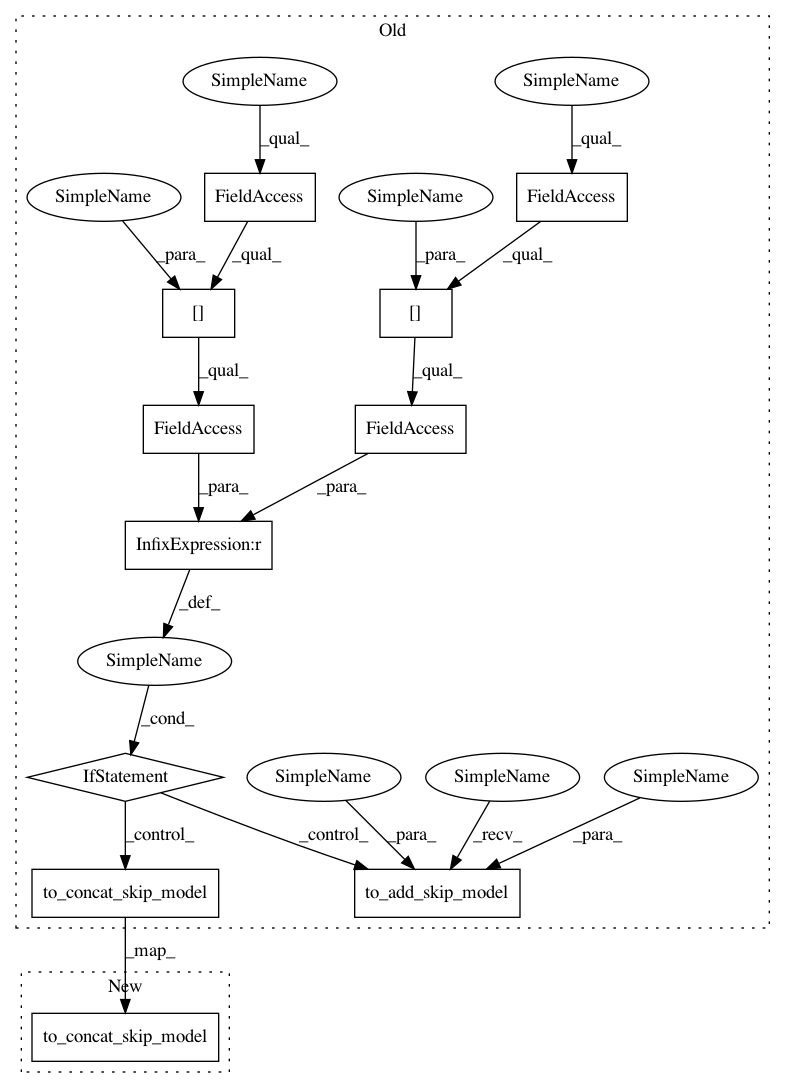 Old
SimpleName
SimpleName
_qual_
_qual_
SimpleName
FieldAccess
SimpleName
FieldAccess
_para_
_qual_
_para_
_qual_
[]
[]
_qual_
_qual_
FieldAccess
FieldAccess
_para_
_para_
InfixExpression:r
_def_
SimpleName
_cond_
IfStatement
SimpleName
SimpleName
SimpleName
_control_
_control_
_para_
_recv_
_para_
to_concat_skip_model
to_add_skip_model
_map_
New
to_concat_skip_model